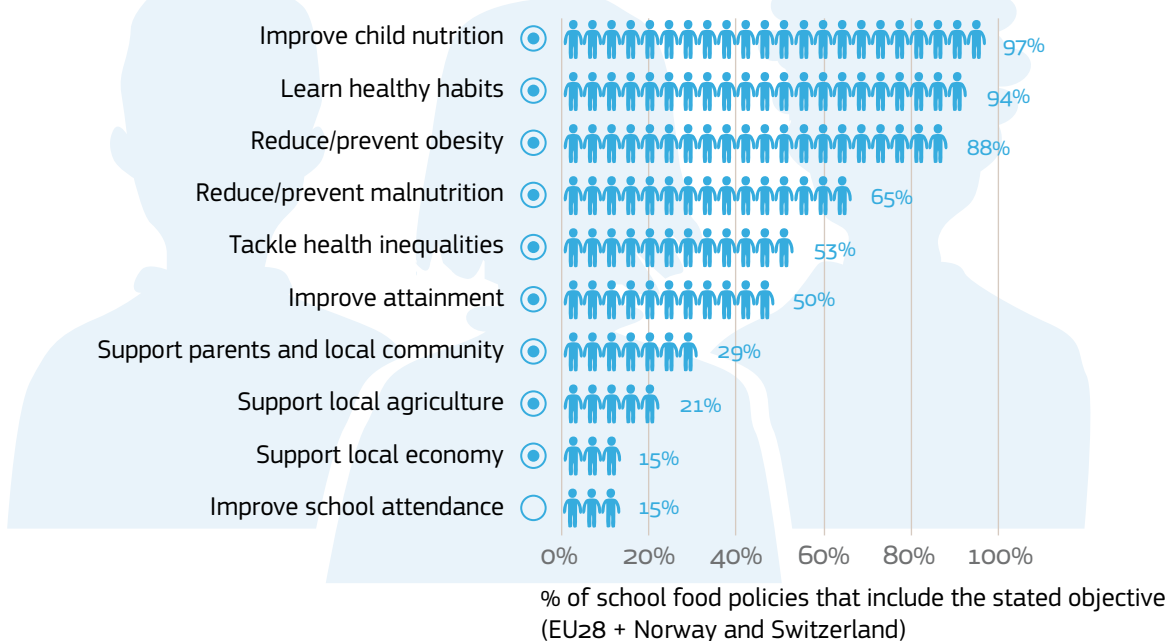 Improve child nutrition 97%
Learn healthy habits 94%
Reduce/prevent obesity 88%
Reduce/prevent malnutrition 65%
Tackle health inequalities 53%
Improve attainment 50%
Support parents and local community 29%
Support local agriculture 21%
Support local economy 15%
Improve school attendance 15%
0% 20% 40% 60% 80% 100%
% of school food policies that include the stated objective
(EU28 + Norway and Switzerland)